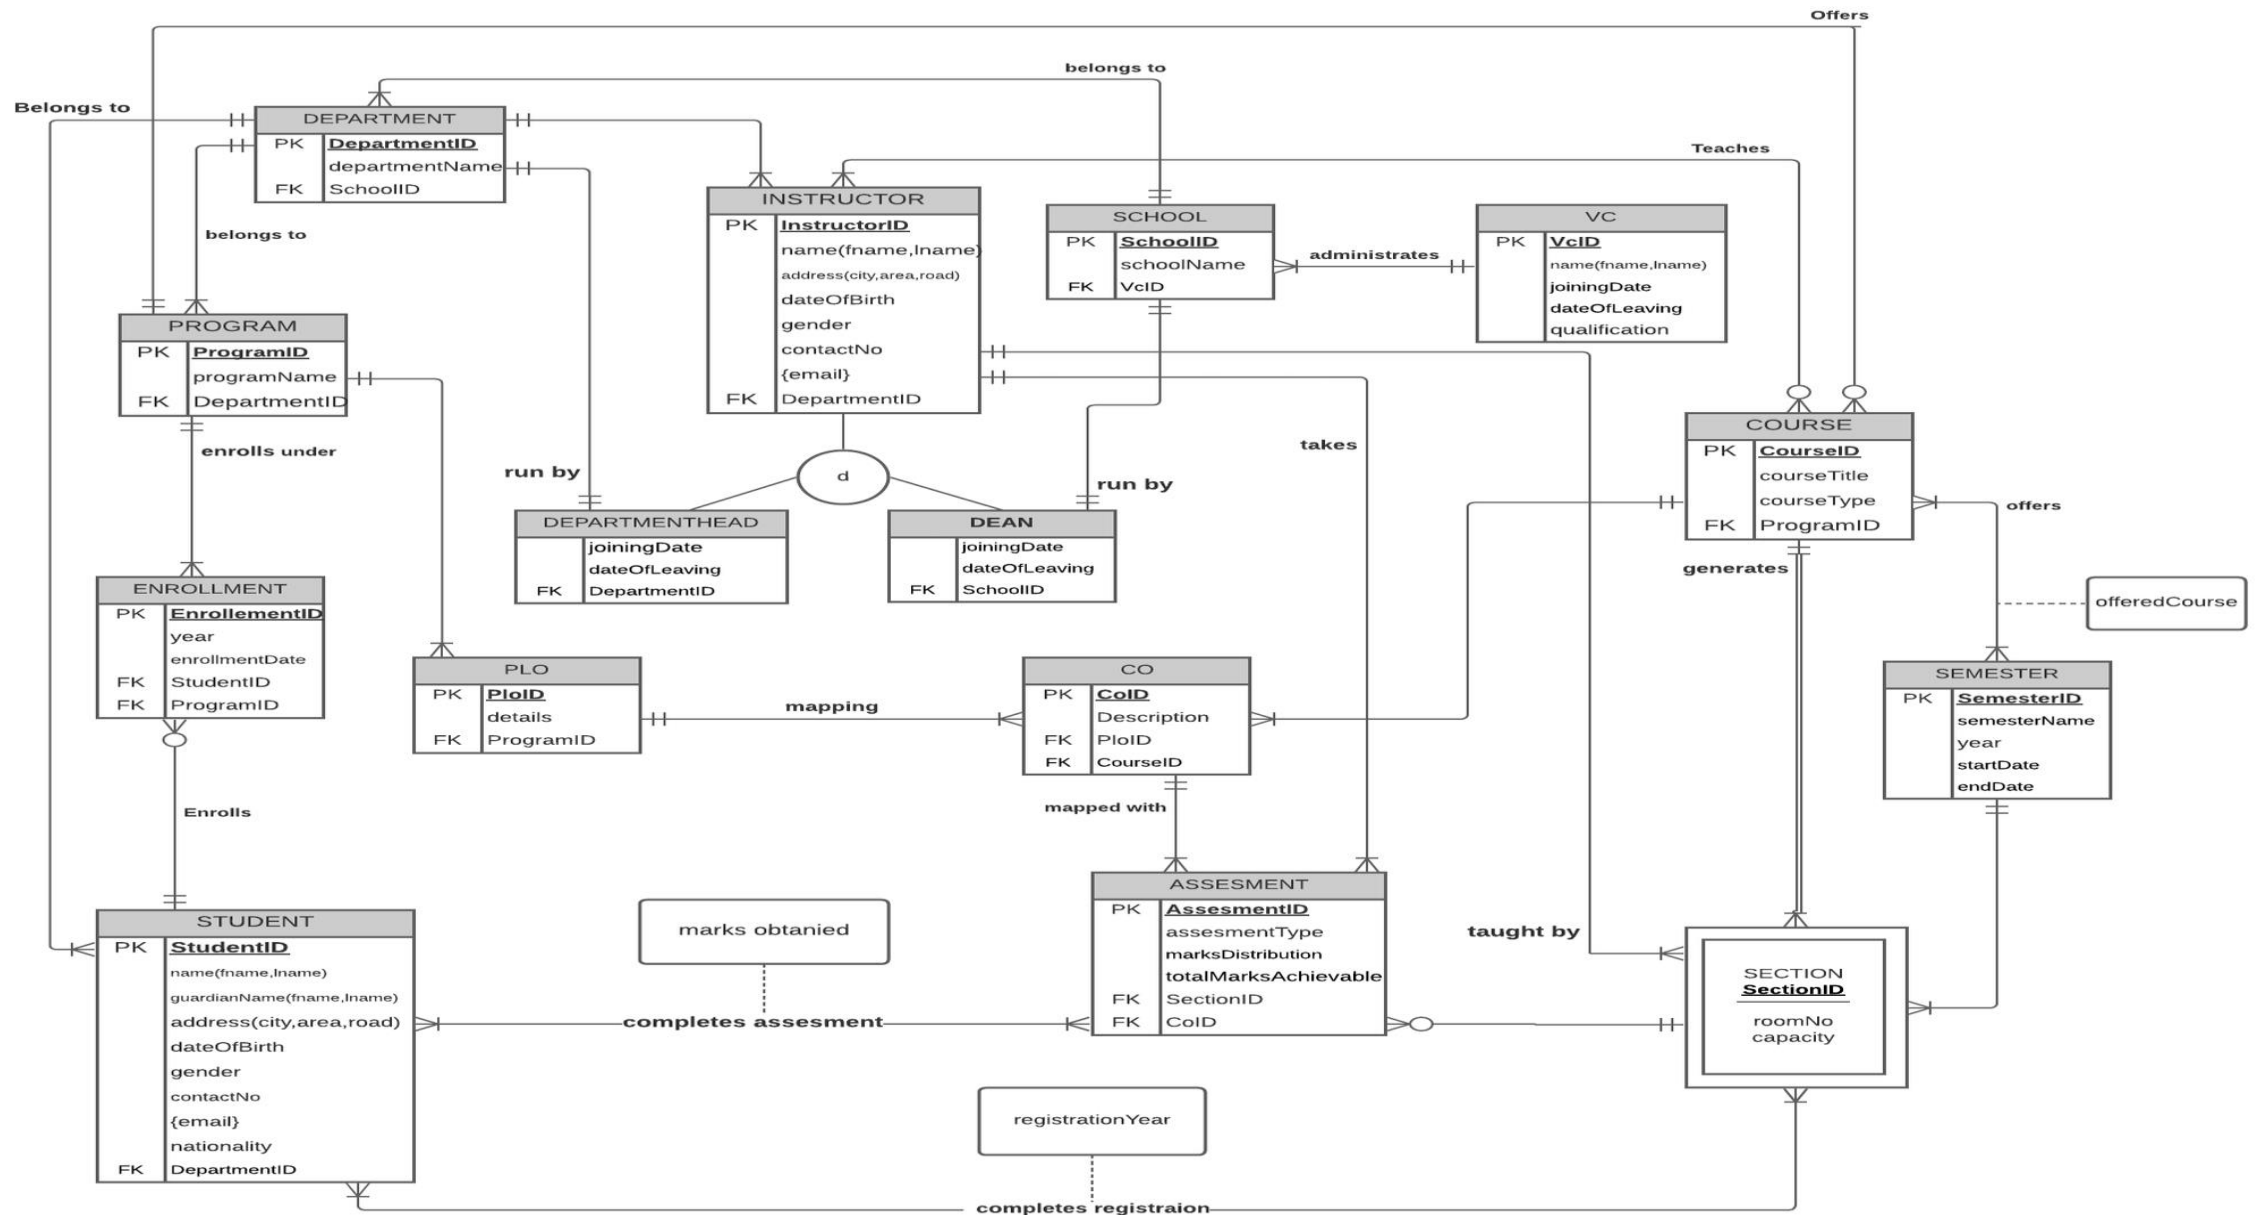 Offers
belongs to
Belongs to
DEPARTMENT
PK DepartmentID
departmentName
FK SchoolID
Teaches
INSTRUCTOR
PK InstructorID
name(fname,lname)
address(city,area,road)
dateOfBirth
gender
contactNo
{email}
FK DepartmentID
SCHOOL
PK SchoolID
schoolName
FK VcID
administrates
VC
PK VcID
name(fname,lname)
joiningDate
dateOfLeaving
qualification
belongs to
PROGRAM
PK ProgramID
programName
FK DepartmentID
enrolls under
run by
d
run by
takes
COURSE
PK CourseID
courseTitle
courseType
FK ProgramID
offers
generates
offeredCourse
DEPARTMENTHEAD
joiningDate
dateOfLeaving
FK DepartmentID
DEAN
joiningDate
dateOfLeaving
FK SchoolID
ENROLLMENT
PK EnrollementID
year
enrollmentDate
FK StudentID
FK ProgramID
PLO
PK PloID
details
FK ProgramID
mapping
CO
PK CoID
Description
FK PloID
FK CourseID
SEMESTER
PK SemesterID
semesterName
year
startDate
endDate
Enrolls
mapped with
STUDENT
PK StudentID
name(fname,lname)
guardianName(fname,lname)
address(city,area,road)
dateOfBirth
gender
contactNo
{email}
nationality
FK DepartmentID
marks obtanied
completes assesment
ASSESMENT
PK AssesmentID
assesmentType
marksDistribution
totalMarksAchievable
FK SectionID
FK CoID
taught by
SECTION
SectionID
roomNo
capacity
registrationYear
completes registraion